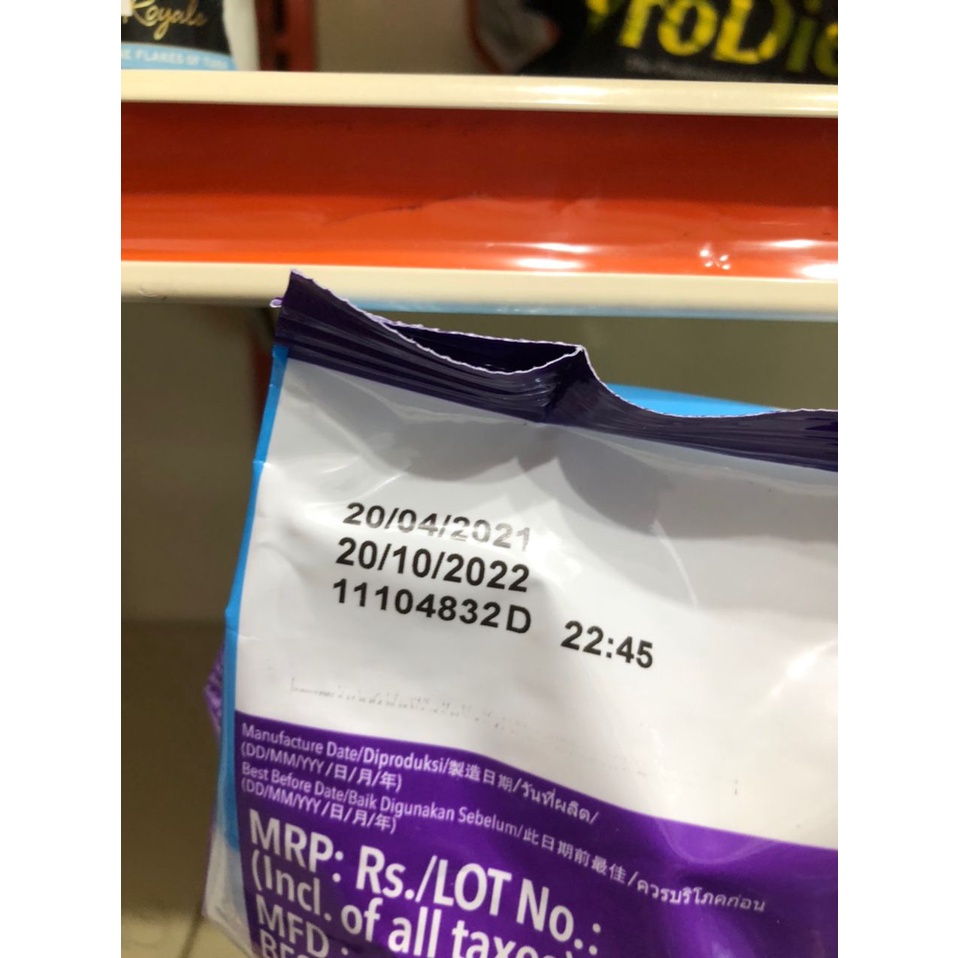 Royale
FLAKES OF
20/04/2021
20/10/2022
11104832D 22:45
Manufacture Date/Diproduksi/製造日期/วันที่ผลิต/
(DD/MM/YYY/日/月/年)
Best Before Date/Baik Digunakan Sebelum/此日期前最佳/ควรบริโภคก่อน
(DD/MM/YYY/日/月/年)
MRP: Rs./LOT No.:
(Incl. of all taxes)
MFD :